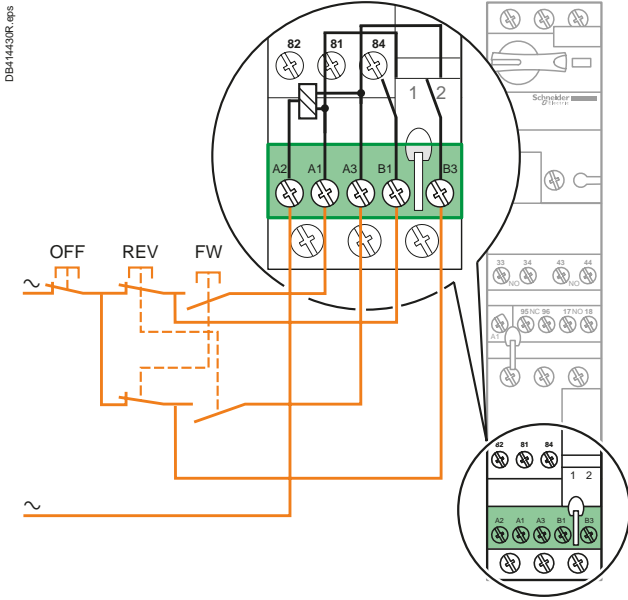 DB414430R.eps
82 81 84
1 2
A2 A1 A3 B1 B3
OFF REV FW
~
~
Schneider
Electric
33 34 43 44
NO NO
95 NC 96 17 NO 18
A1
82 81 84
1 2
A2 A1 A3 B1 B3